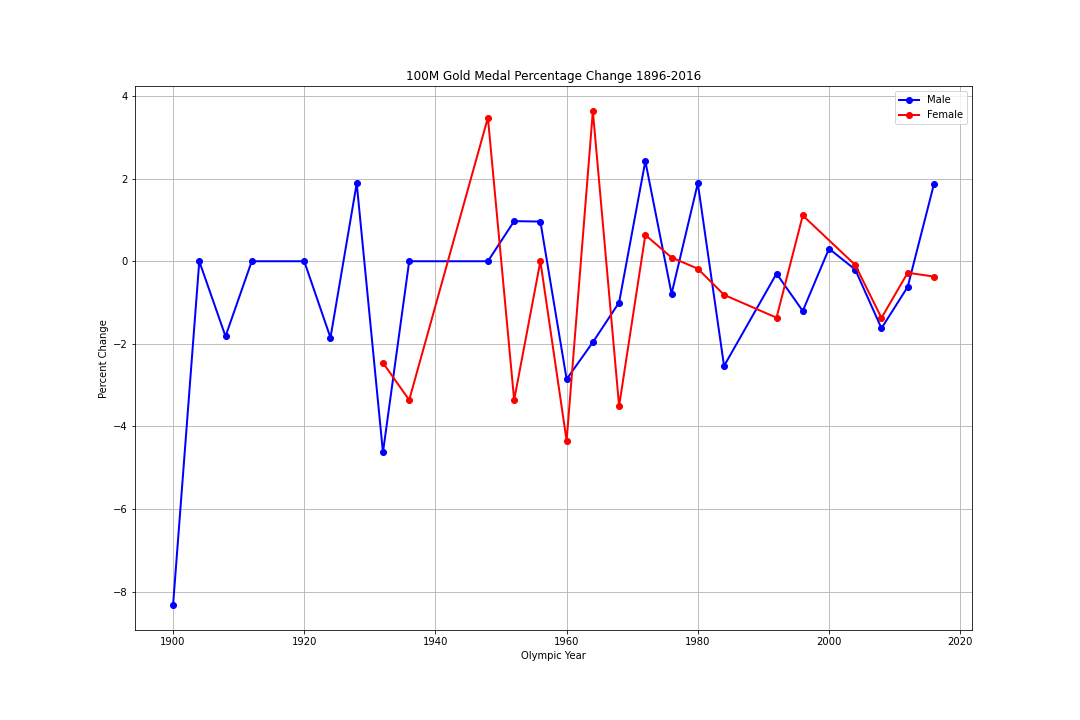 100M Gold Medal Percentage Change 1896-2016
Male
Female
4
2
0
−2
−4
−6
−8
Percent Change
1900 1920 1940 1960 1980 2000 2020
Olympic Year